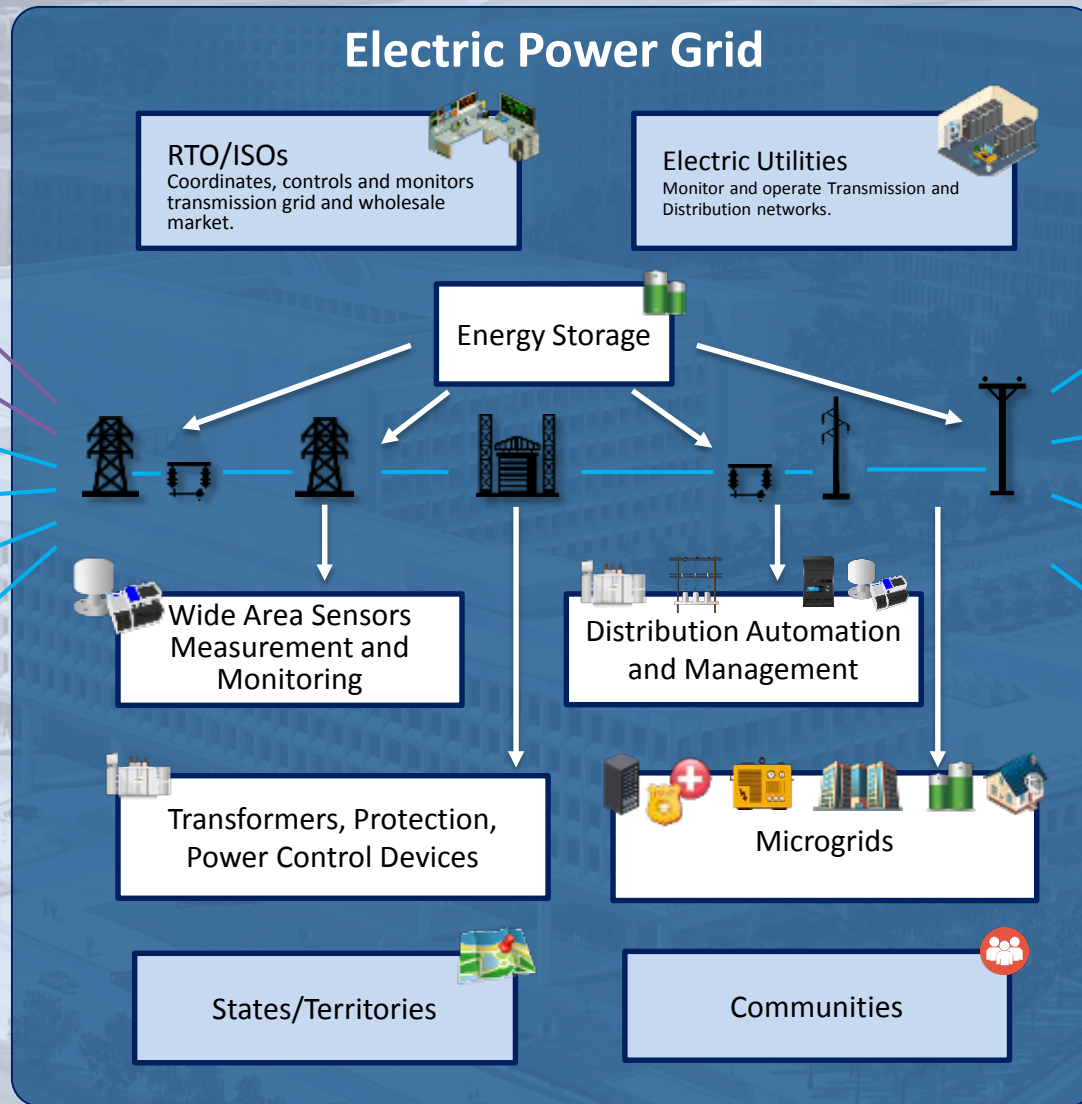 Electric Power Grid
RTO/ISOs
Coordinates, controls and monitors
transmission grid and wholesale
market.
Electric Utilities
Monitor and operate Transmission and
Distribution networks.
Energy Storage
Wide Area Sensors
Measurement and
Monitoring
Distribution Automation
and Management
Transformers, Protection,
Power Control Devices
Microgrids
States/Territories
Communities